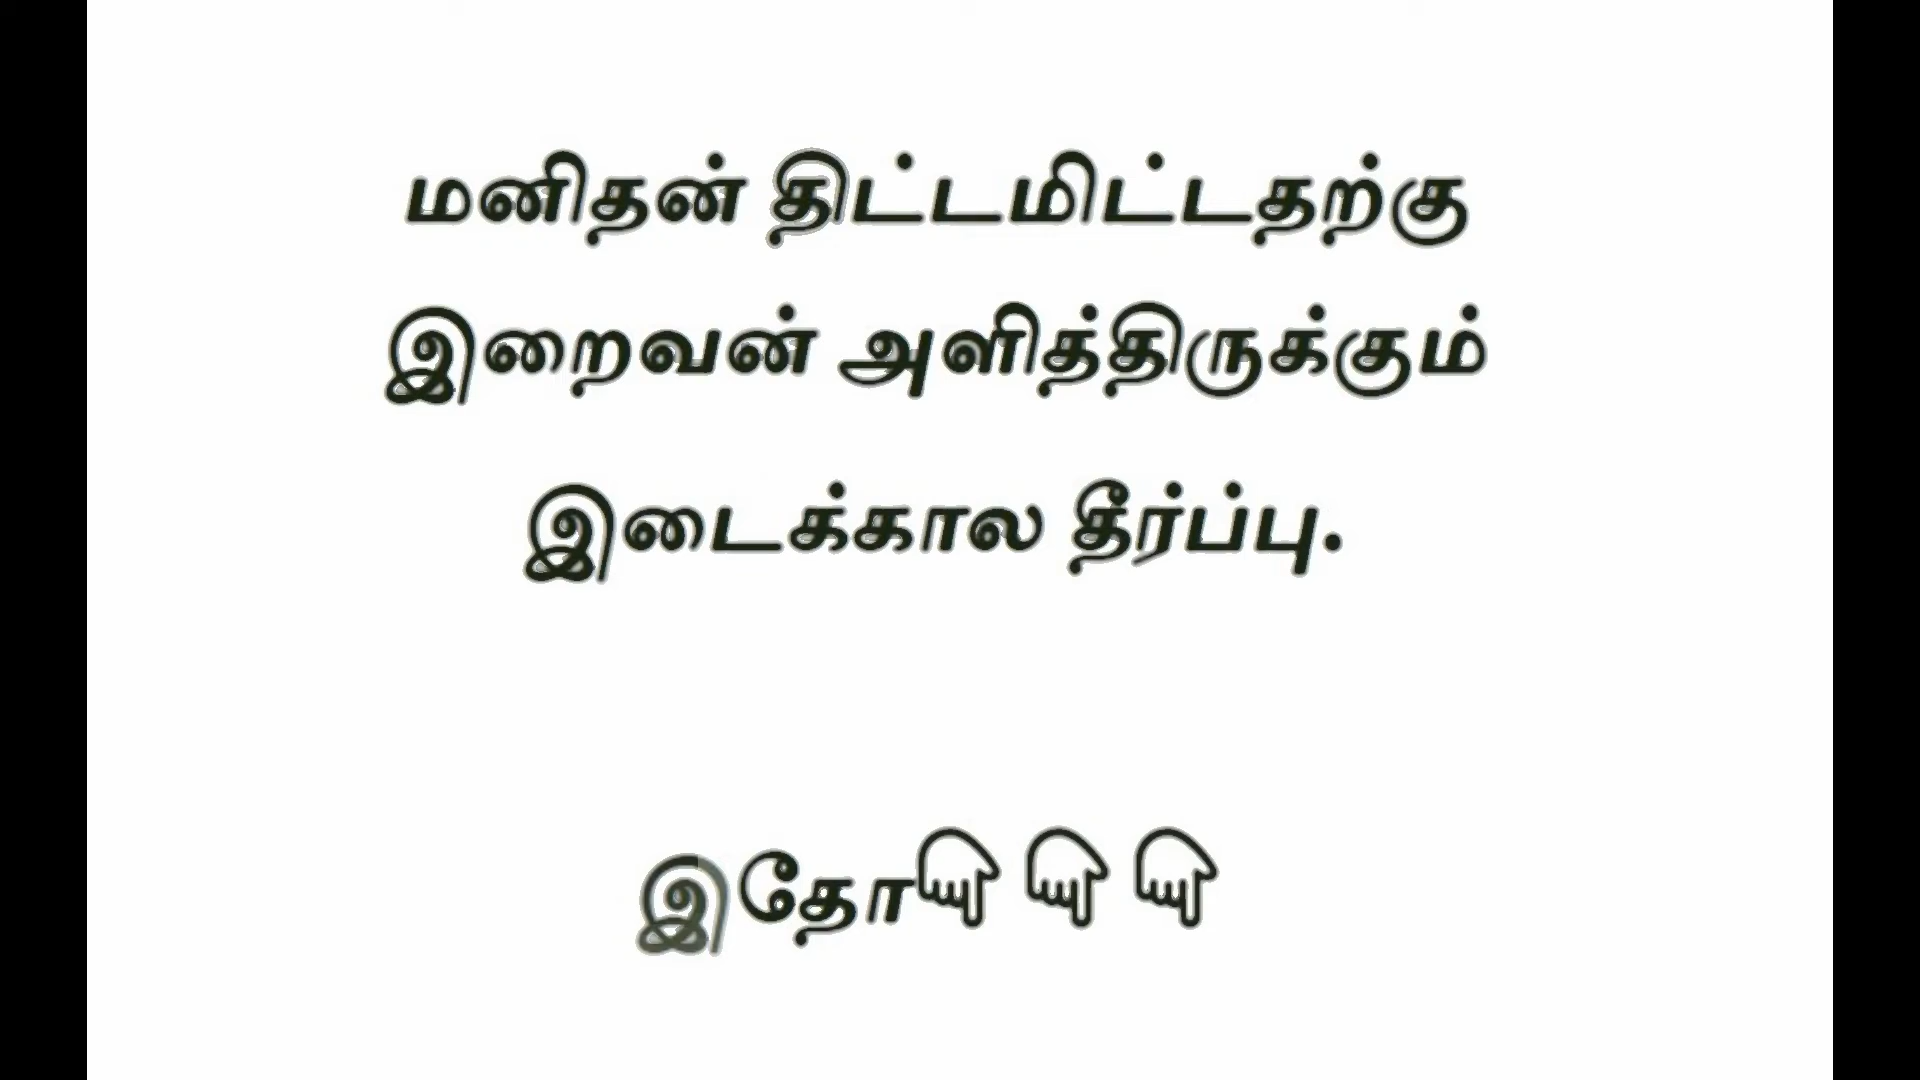 மனிதன் திட்டமிட்டதற்கு
இறைவன் அளித்திருக்கும்
இடைக்கால தீர்ப்பு.
இதோ👇👇👇